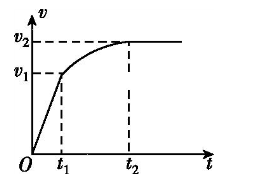 v
v₂
v₁
O t₁ t₂ t